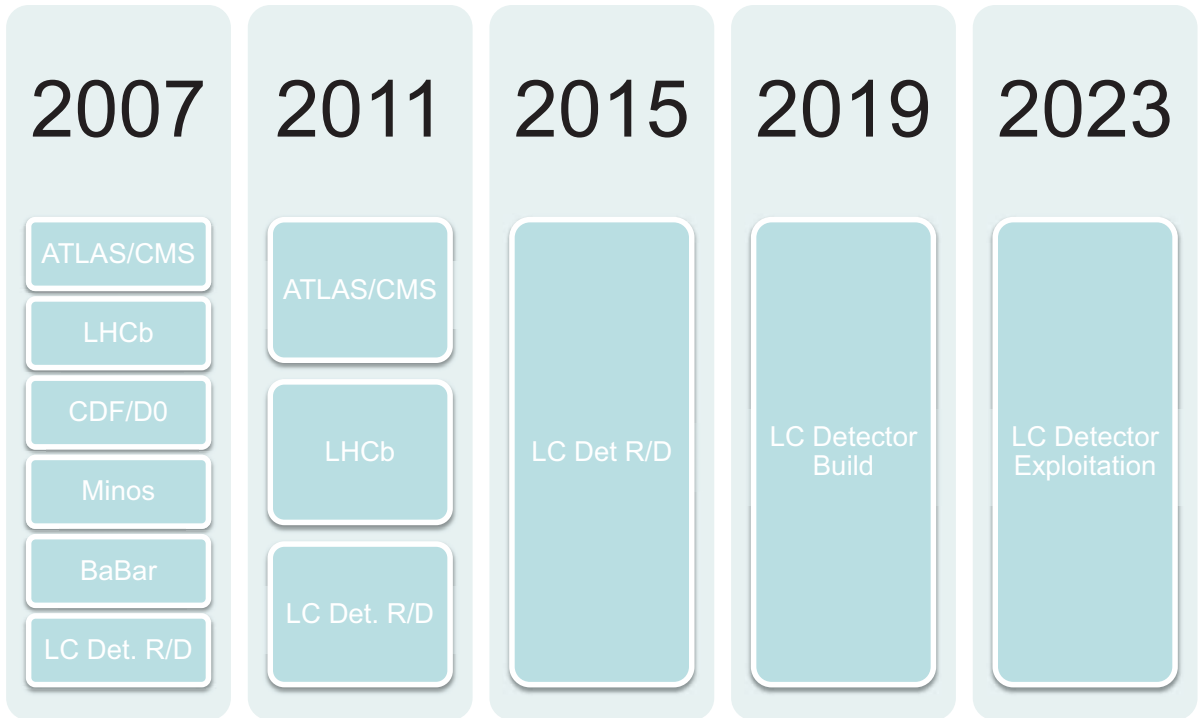 2007
ATLAS/CMS
LHCb
CDF/D0
Minos
BaBar
LC Det. R/D
2011
ATLAS/CMS
LHCb
LC Det. R/D
2015
LC Det R/D
2019
LC Detector
Build
2023
LC Detector
Exploitation